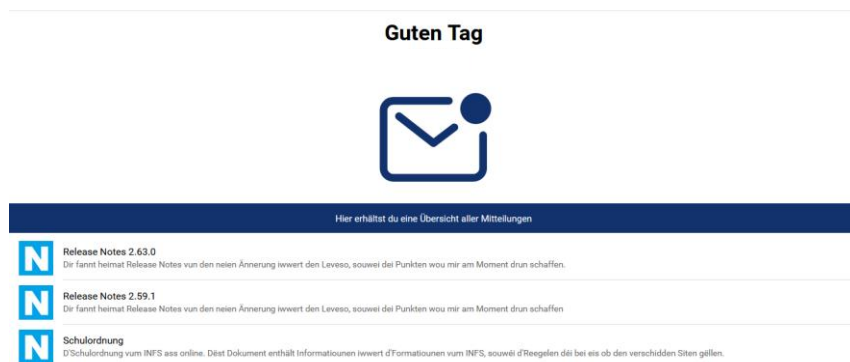 Guten Tag
Hier erhältst du eine Übersicht aller Mitteilungen
N
Release Notes 2.63.0
Dir fannt heimat Release Notes vun den neien Ännerung iwwert den Leveso, souwei dei Punkten wou mir am Moment drun schaffen.
N
Release Notes 2.59.1
Dir fannt heimat Release Notes vun den neien Ännerung iwwert den Leveso, souwei dei Punkten wou mir am Moment drun schaffen
N
Schulordnung
D'Schulordnung vum INFS ass online. Dëst Dokument enthält Informatiounen iwwert d'Formatiounen vum INFS, souwéi d'Reegelen déi bei eis ob den verschidden Siten gëllen.